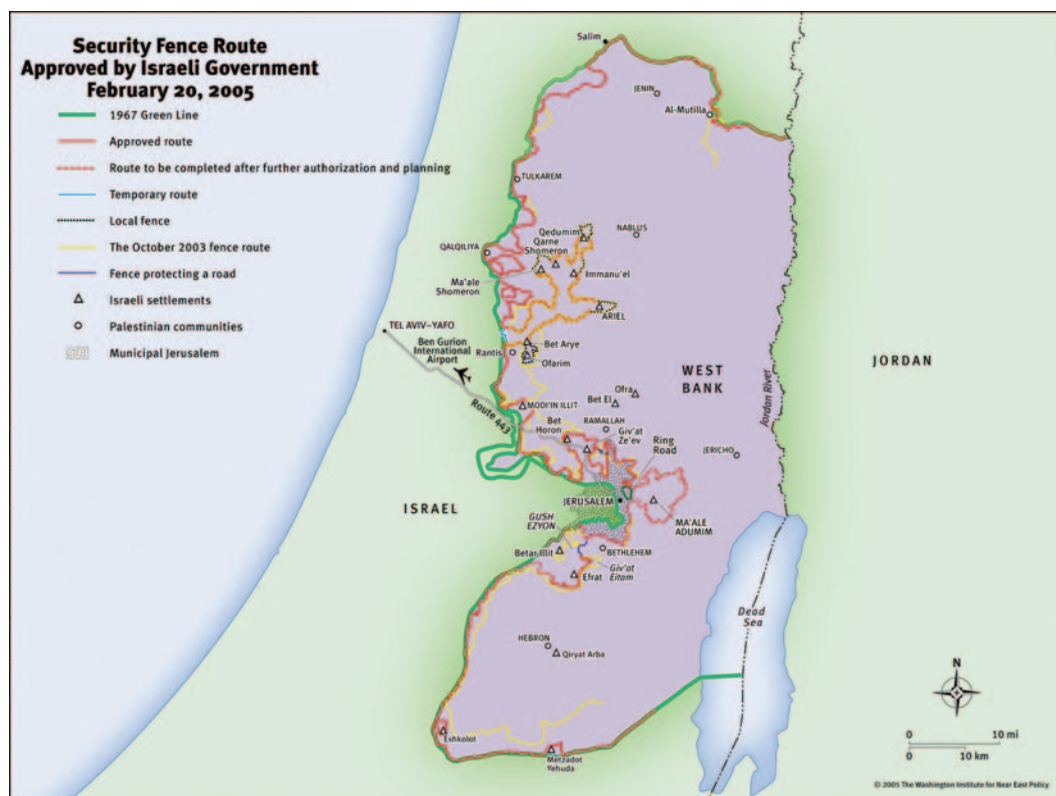 Security Fence Route
Approved by Israeli Government
February 20, 2005
1967 Green Line
Approved route
Route to be completed after further authorization and planning
Temporary route
Local fence
The October 2003 fence route
Fence protecting a road
Israeli settlements
Palestinian communities
Municipal Jerusalem
Salim
JENIN
Al-Mutilla
TULKAREM
Qedumim
Qarne
Shomeron
NABLUS
QALQILIYA
Ma'ale
Shomeron
Immanu'el
ARIEL
TEL AVIV–YAFO
Ben Gurion
International
Airport
Rantis
Bet Arye
Ofarim
WEST
BANK
JORDAN
Jordan River
Ofra
Bet El
MODI'IN ILLIT
Route 443
Bet
Horon
RAMALLAH
Giv'at
Ze'ev
Ring
Road
JERICHO
ISRAEL
JERUSALEM
MA'ALE
ADUMIM
GUSH
EZYON
Betar Illit
BETHLEHEM
Giv'at
Eitam
Efrat
Dead
Sea
HEBRON
Qiryat Arba
N
Eshkolot
Metzadot
Yehuda
0 10 mi
0 10 km
© 2005 The Washington Institute for Near East Policy